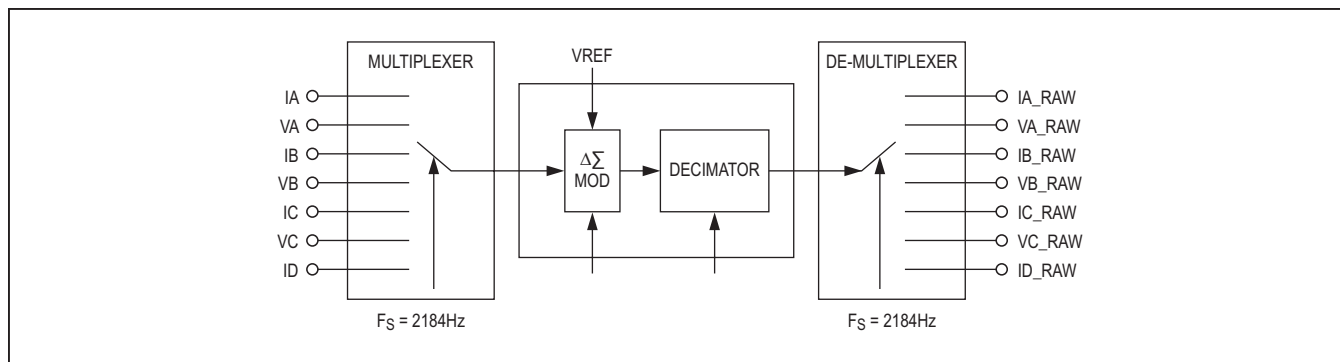 MULTIPLEXER
IA
VA
IB
VB
IC
VC
ID
FS = 2184Hz
VREF
ΔΣ
MOD
DECIMATOR
DE-MULTIPLEXER
IA_RAW
VA_RAW
IB_RAW
VB_RAW
IC_RAW
VC_RAW
ID_RAW
FS = 2184Hz